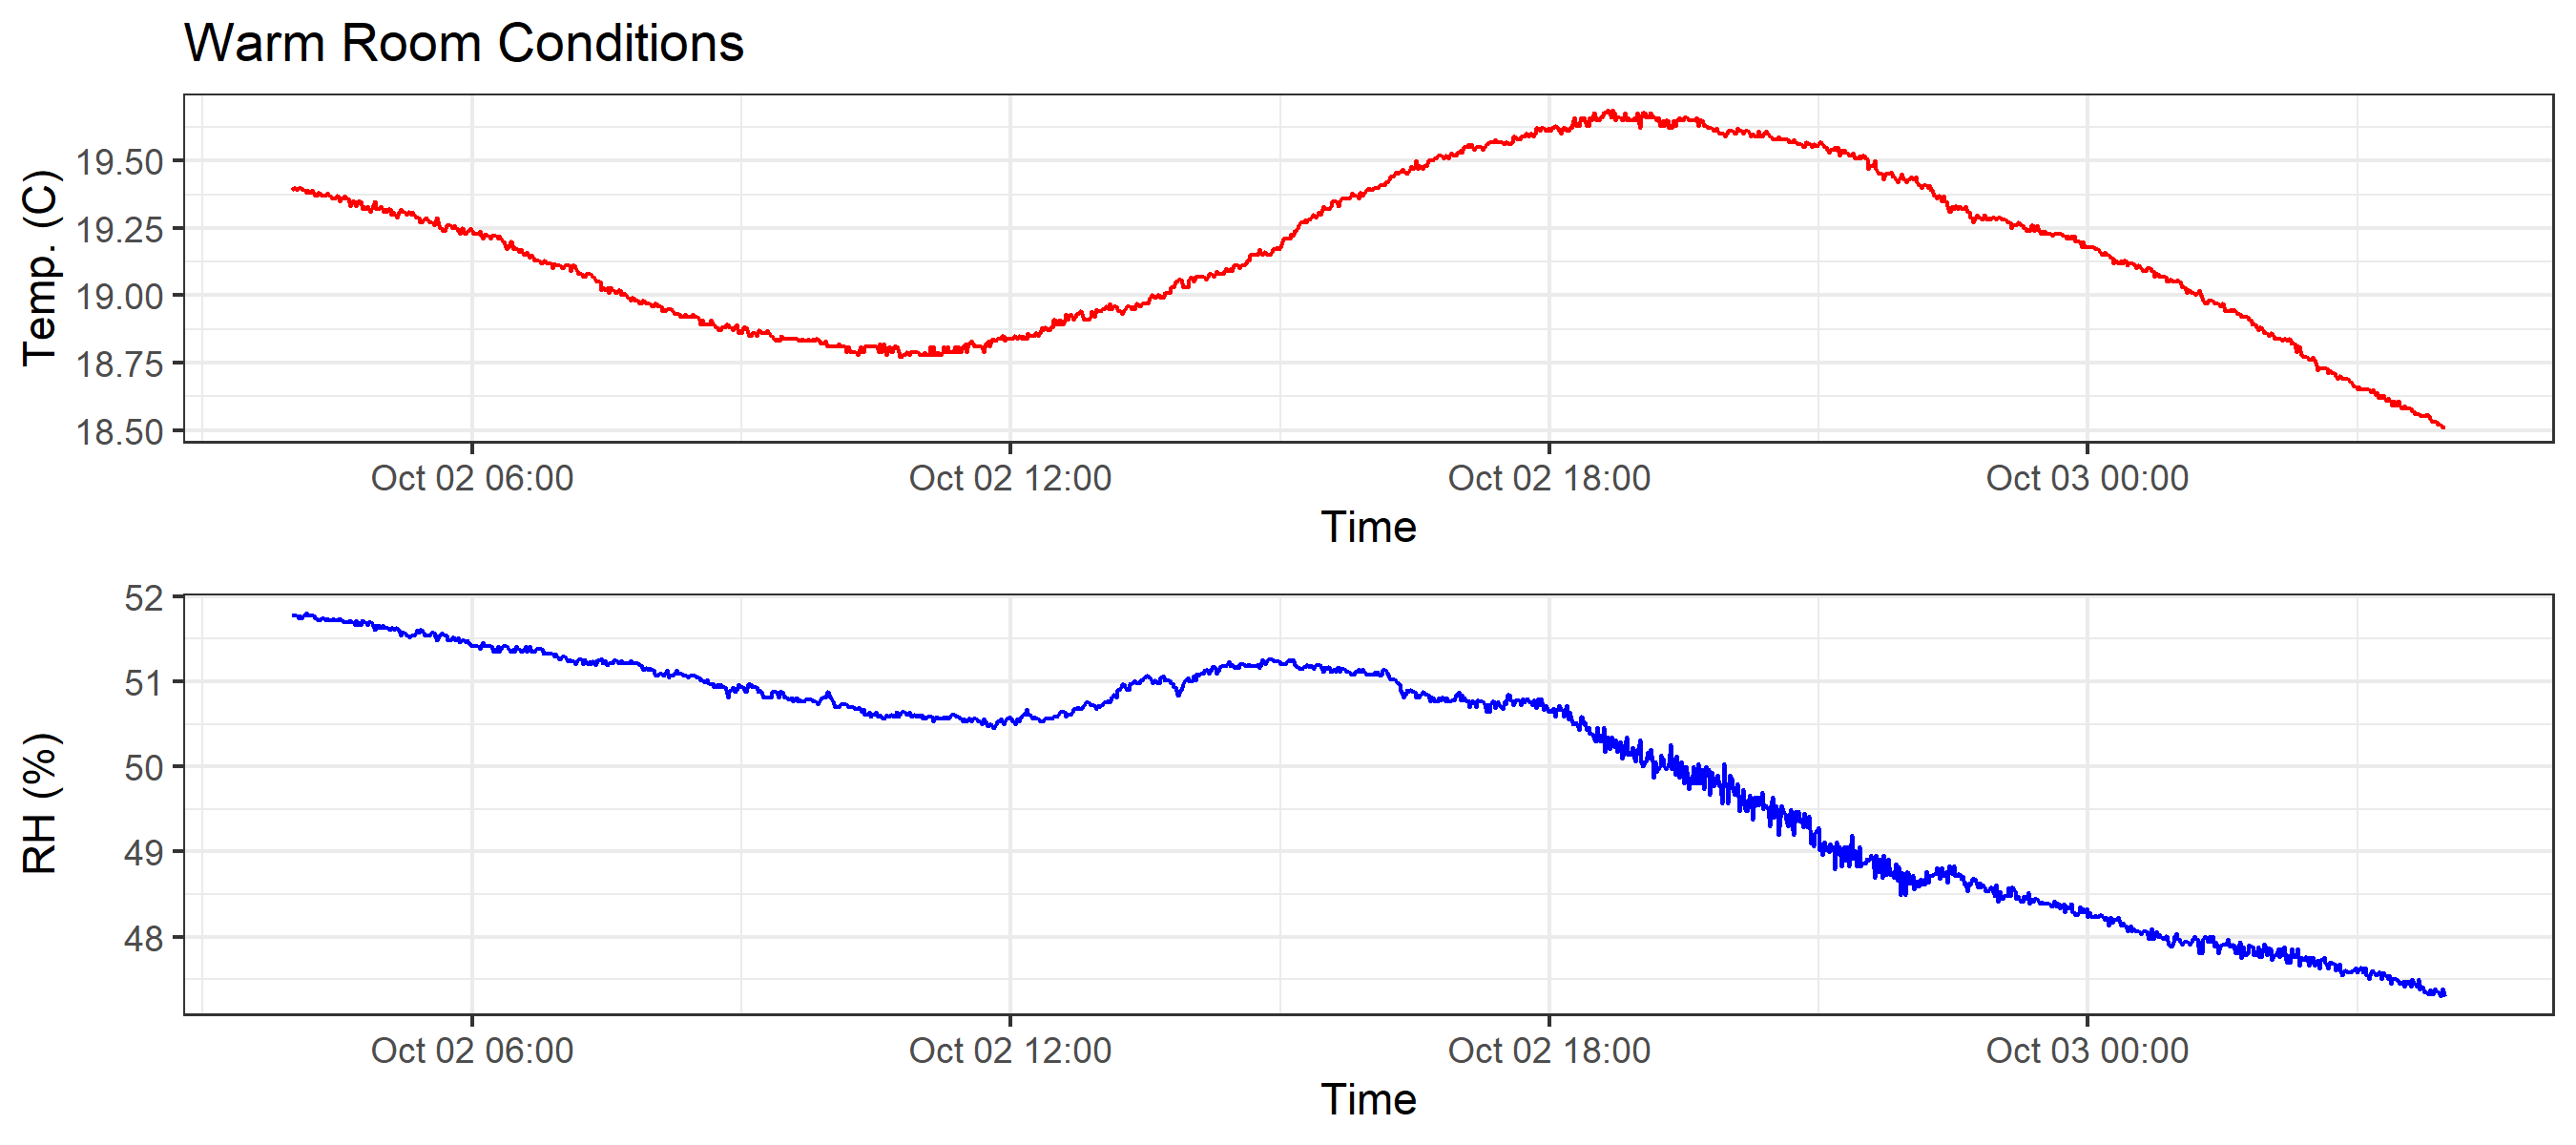 Warm Room Conditions
Temp. (C)
19.50
19.25
19.00
18.75
18.50
Oct 02 06:00 Oct 02 12:00 Oct 02 18:00 Oct 03 00:00
Time
RH (%)
52
51
50
49
48
Oct 02 06:00 Oct 02 12:00 Oct 02 18:00 Oct 03 00:00
Time